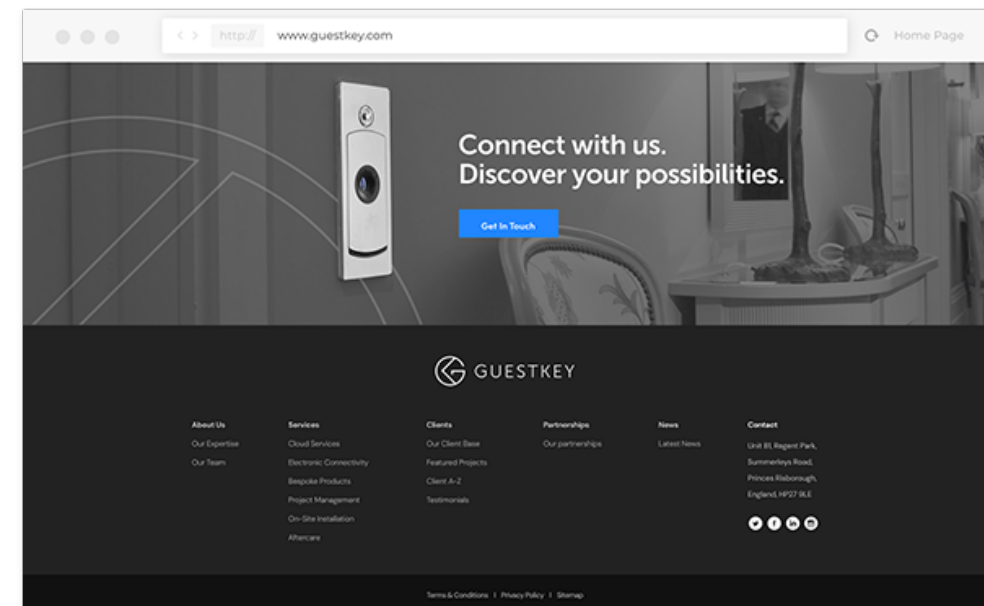 http://
www.guestkey.com
Home Page
Connect with us.
Discover your possibilities.
Get In Touch
GUESTKEY
About Us
Our Expertise
Our Team
Services
Cloud Services
Electronic Connectivity
Bespoke Products
Project Management
On-Site Installation
Aftercare
Clients
Our Client Base
Featured Projects
Client A-Z
Testimonials
Partnerships
Our partnerships
News
Latest News
Contact
Unit B1, Regent Park,
Summerleys Road,
Princes Risborough,
England, HP27 9LE
Terms & Conditions | Privacy Policy | Sitemap